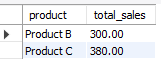 product total_sales
Product B 300.00
Product C 380.00